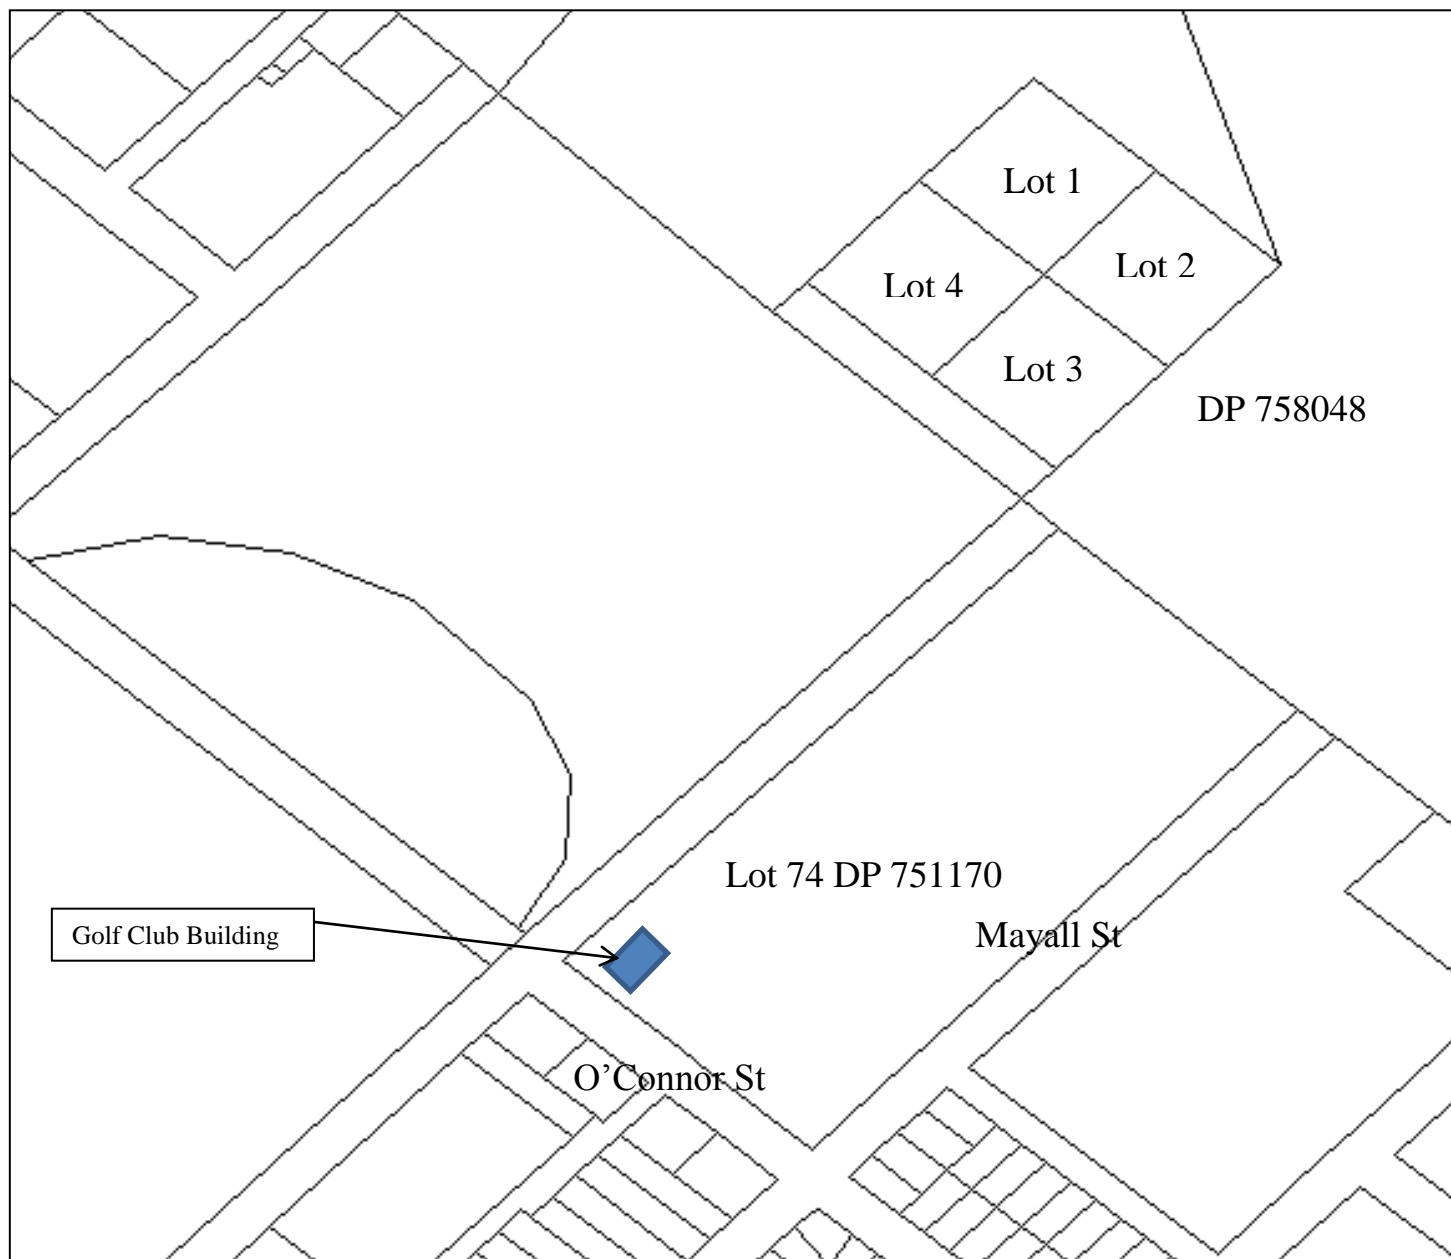 Lot 1
Lot 2
Lot 4
Lot 3
DP 758048
Lot 74 DP 751170
Mayall St
Golf Club Building
O’Connor St